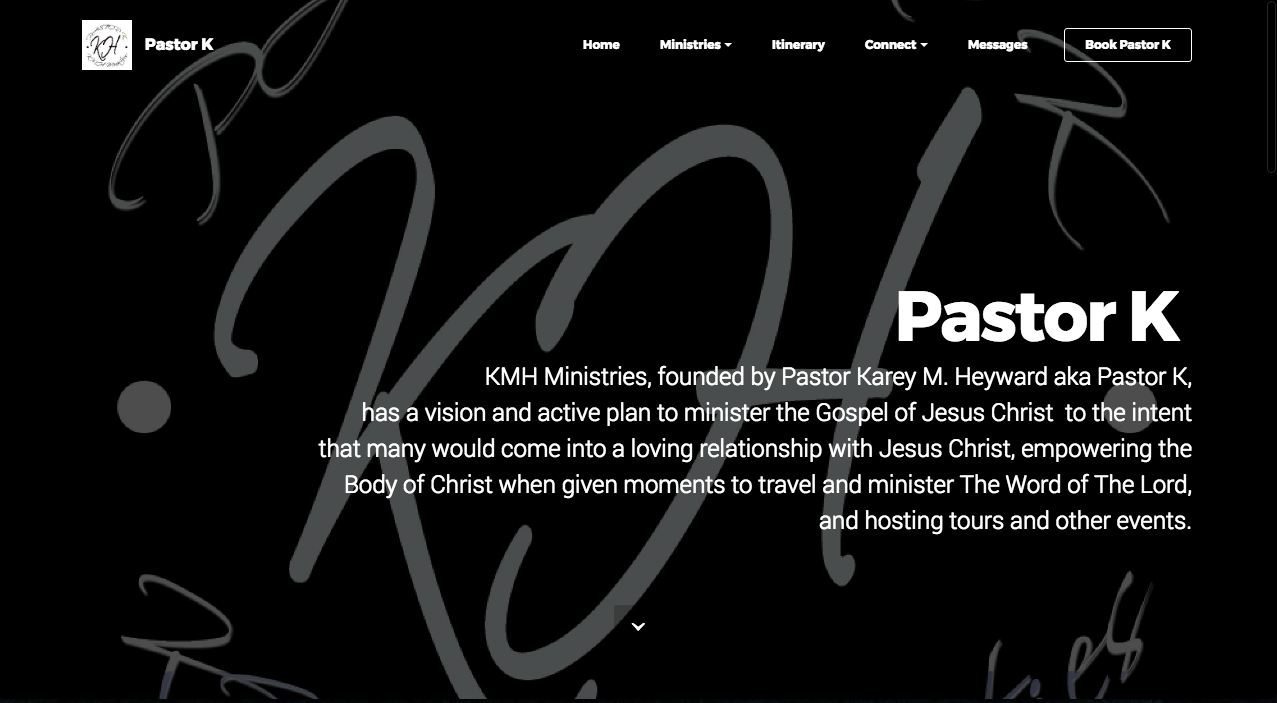 KH
Pastor K
Home
Ministries
Itinerary
Connect
Messages
Book Pastor K
KH
Pastor K
KMH Ministries, founded by Pastor Karey M. Heyward aka Pastor K,
has a vision and active plan to minister the Gospel of Jesus Christ  to the intent
that many would come into a loving relationship with Jesus Christ, empowering the
Body of Christ when given moments to travel and minister The Word of The Lord,
and hosting tours and other events.